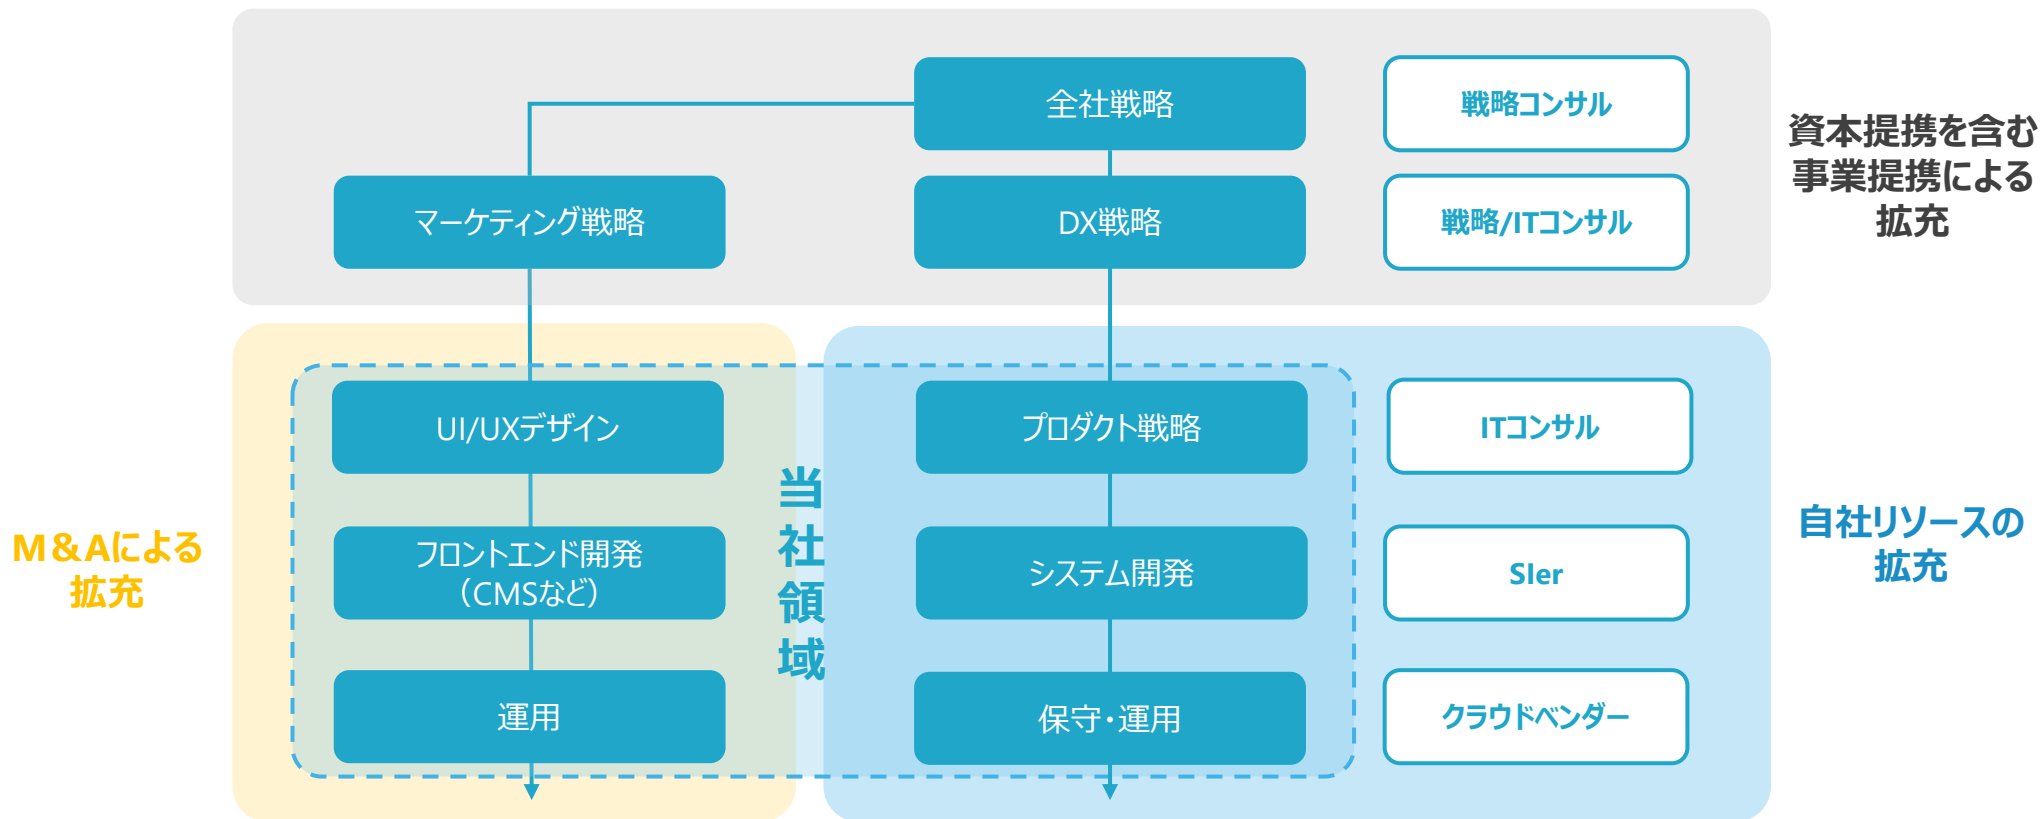 全社戦略
戦略コンサル
マーケティング戦略
DX戦略
戦略/ITコンサル
資本提携を含む
事業提携による
拡充
UI/UXデザイン
プロダクト戦略
ITコンサル
当社領域
M&Aによる
拡充
フロントエンド開発
(CMSなど)
システム開発
SIer
自社リソースの
拡充
運用
保守・運用
クラウドベンダー